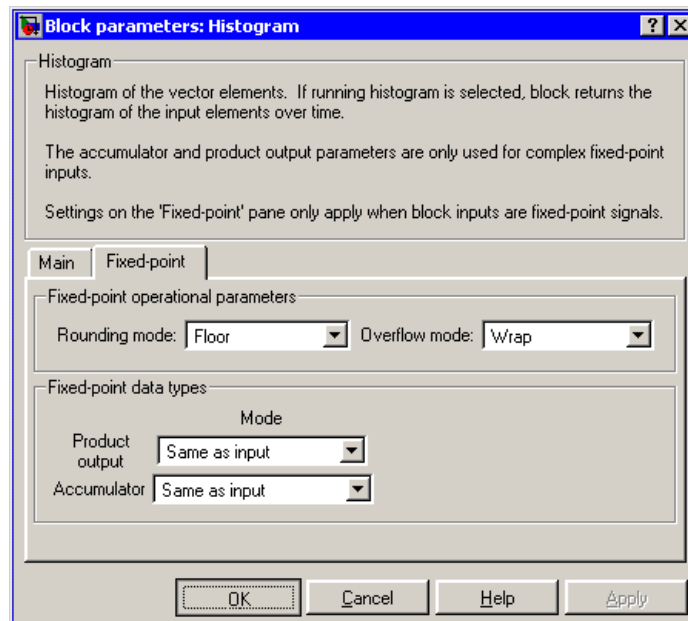 Block parameters: Histogram
Histogram
Histogram of the vector elements.  If running histogram is selected, block returns the
histogram of the input elements over time.
The accumulator and product output parameters are only used for complex fixed-point
inputs.
Settings on the 'Fixed-point' pane only apply when block inputs are fixed-point signals.
Main Fixed-point
Fixed-point operational parameters
Rounding mode: Floor Overflow mode: Wrap
Fixed-point data types
Mode
Product
output Same as input
Accumulator Same as input
OK Cancel Help Apply